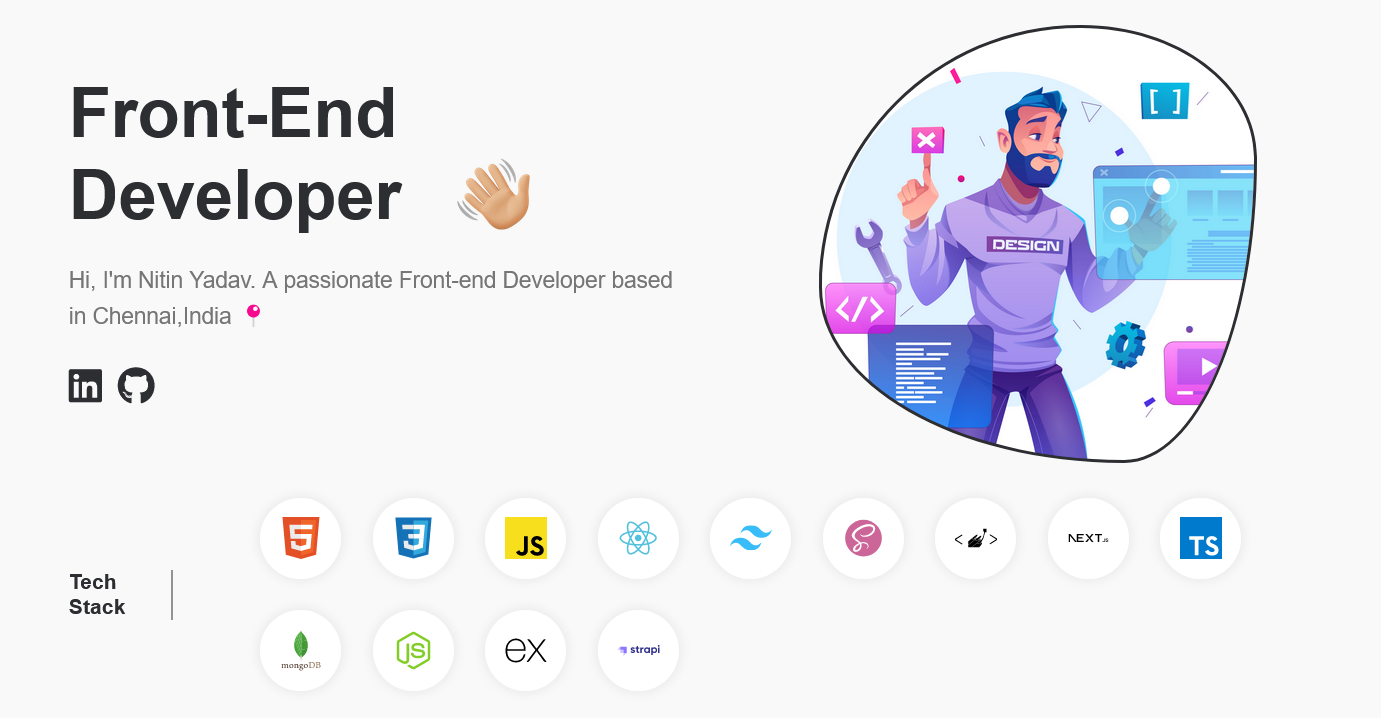 Front-End
Developer
Hi, I'm Nitin Yadav. A passionate Front-end Developer based
in Chennai,India
in
[ ]
DESIGN
</>
Tech
Stack
5
3
JS
< >
NEXT.JS
TS
mongoDB
JS
ex
strapi